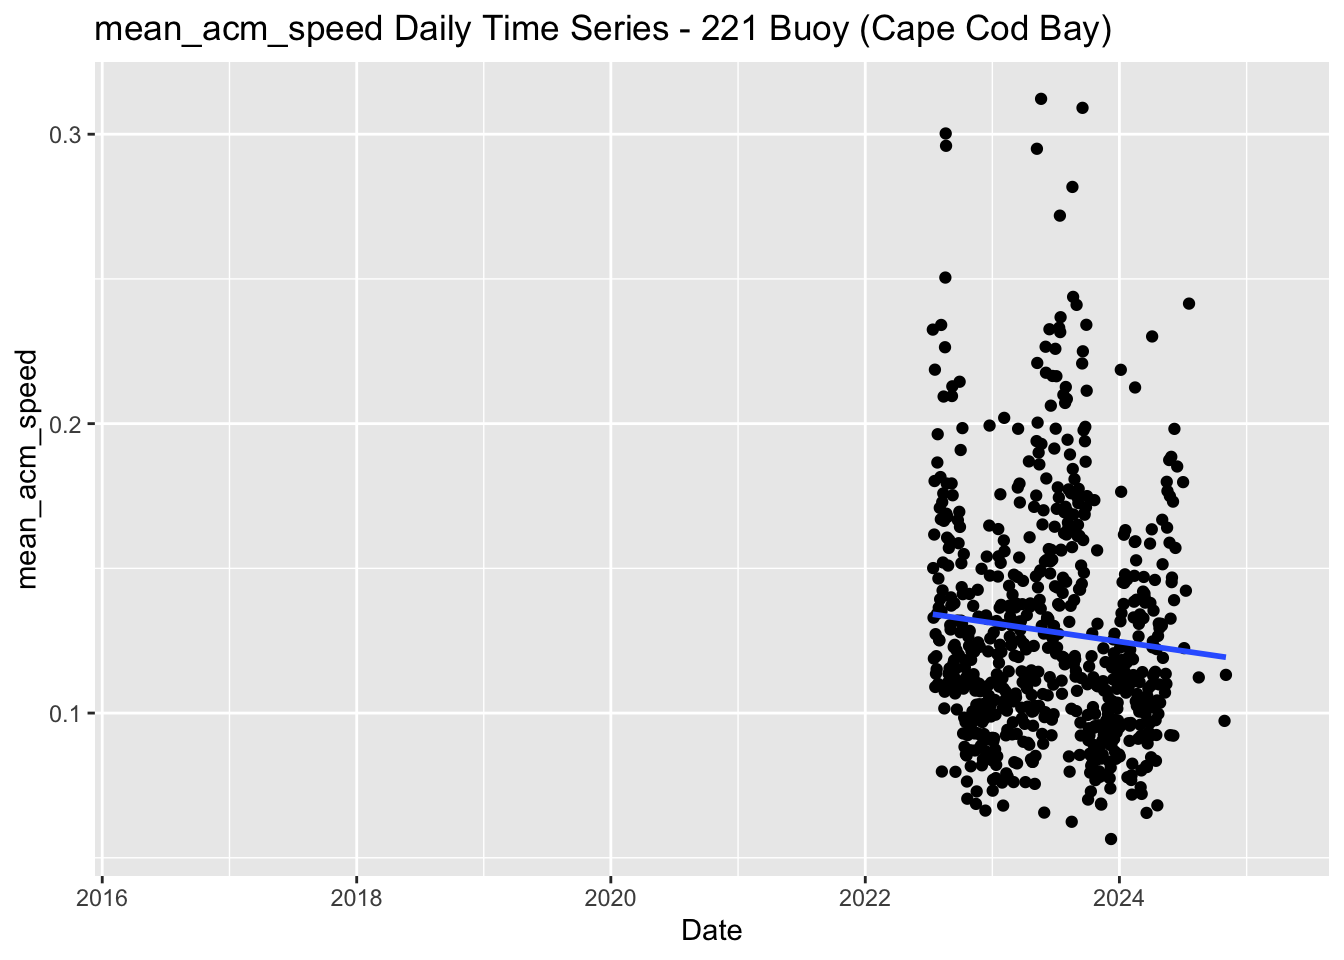 mean_acm_speed Daily Time Series - 221 Buoy (Cape Cod Bay)
mean_acm_speed
0.3
0.2
0.1
2016 2018 2020 2022 2024
Date